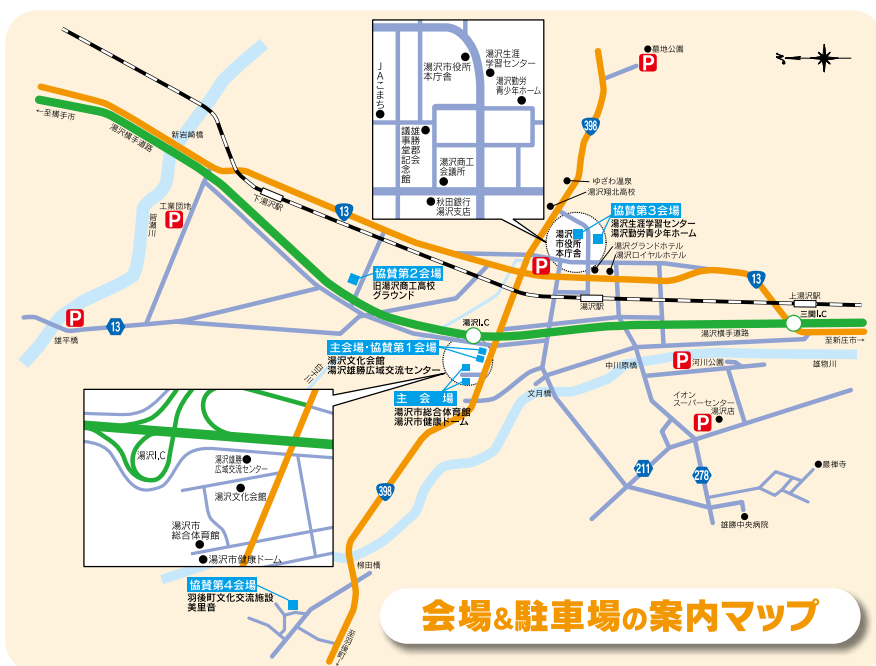 墓地公園
P
N
398
←至横手市
湯沢横手道路
新岩崎橋
下湯沢駅
工業団地
P
皆瀬川
13
湯沢市役所
本庁舎
湯沢生涯
学習センター
湯沢勤労
青少年ホーム
JAこまち
雄勝郡会
議事堂記念館
湯沢商工
会議所
秋田銀行
湯沢支店
ゆざわ温泉
湯沢翔北高校
協賛第3会場
湯沢生涯学習センター
湯沢勤労青少年ホーム
湯沢
市役所
本庁舎
湯沢グランドホテル
湯沢ロイヤルホテル
P
13
協賛第2会場
旧湯沢商工高校
グラウンド
湯沢駅
上湯沢駅
三関I.C
湯沢I.C
湯沢横手道路
至新庄市→
P
13
雄平橋
主会場・協賛第1会場
湯沢文化会館
湯沢雄勝広域交流センター
主会場
湯沢市総合体育館
湯沢市健康ドーム
白子川
文月橋
中川原橋
P
河川公園
雄物川
イオン
スーパーセンター
湯沢店
P
211
278
最禅寺
雄勝中央病院
湯沢I.C
湯沢雄勝
広域交流センター
湯沢文化会館
湯沢市
総合体育館
湯沢市健康ドーム
398
柳田橋
協賛第4会場
羽後町文化交流施設
美里音
至羽後町→
会場&駐車場の案内マップ